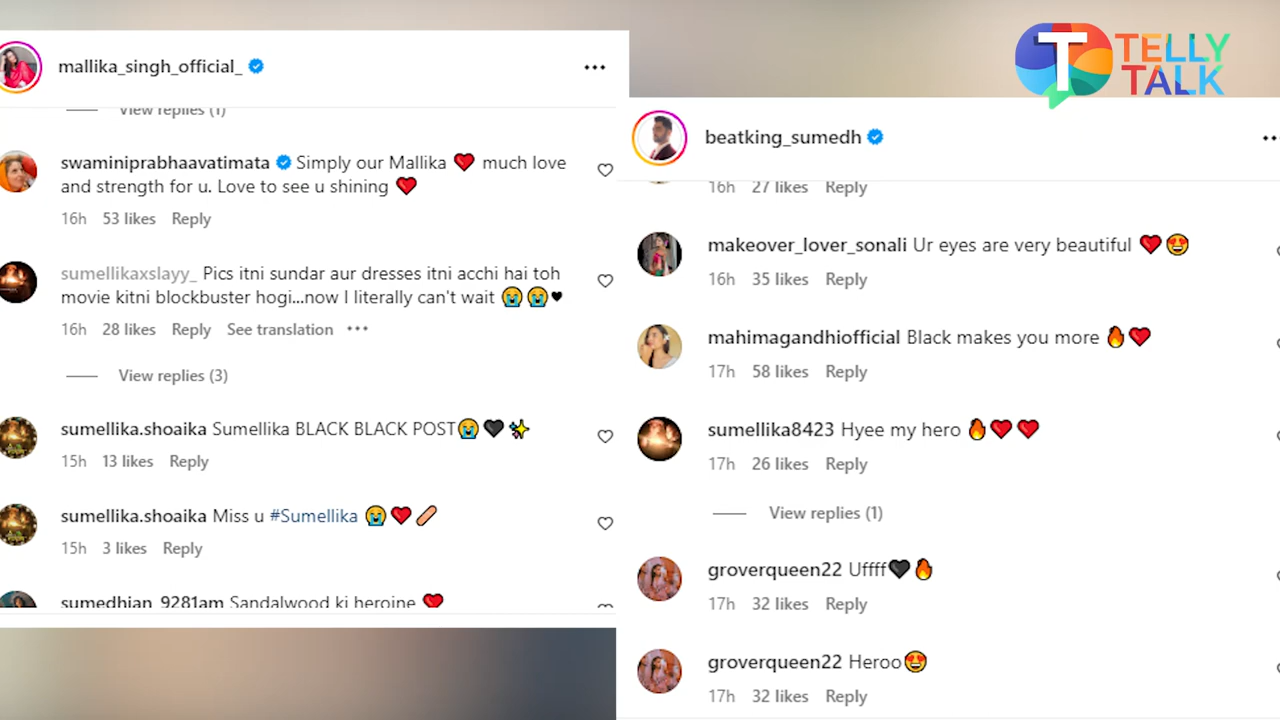 mallika_singh_official_
View replies (1)
swaminiprabhaavatimata Simply our Mallika ❤️ much love
and strength for u. Love to see u shining ❤️
16h 53 likes Reply
sumellikaxslayy_ Pics itni sundar aur dresses itni acchi hai toh
movie kitni blockbuster hogi...now I literally can't wait 😭😭🖤
16h 28 likes Reply See translation •••
View replies (3)
sumellika.shoaika Sumellika BLACK BLACK POST😭🖤✨
15h 13 likes Reply
sumellika.shoaika Miss u #Sumellika 😭❤️🩹
15h 3 likes Reply
sumedhian_9281am Sandalwood ki heroine ❤️
TELLY
TALK
beatking_sumedh
16h 27 likes Reply
makeover_lover_sonali Ur eyes are very beautiful ❤️😍
16h 35 likes Reply
mahimagandhiofficial Black makes you more 🔥❤️
17h 58 likes Reply
sumellika8423 Hyee my hero 🔥❤️❤️
17h 26 likes Reply
View replies (1)
groverqueen22 Uffff🖤🔥
17h 32 likes Reply
groverqueen22 Heroo😍
17h 32 likes Reply